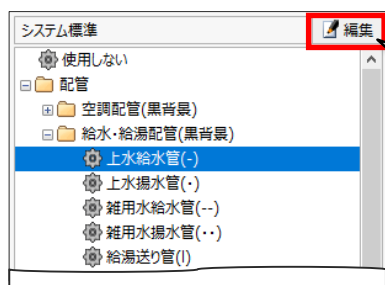 システム標準 編集
使用しない
配管
空調配管(黒背景)
給水・給湯配管(黒背景)
上水給水管(-)
上水揚水管(・)
雑用水給水管(--)
雑用水揚水管(・・)
給湯送り管(|)